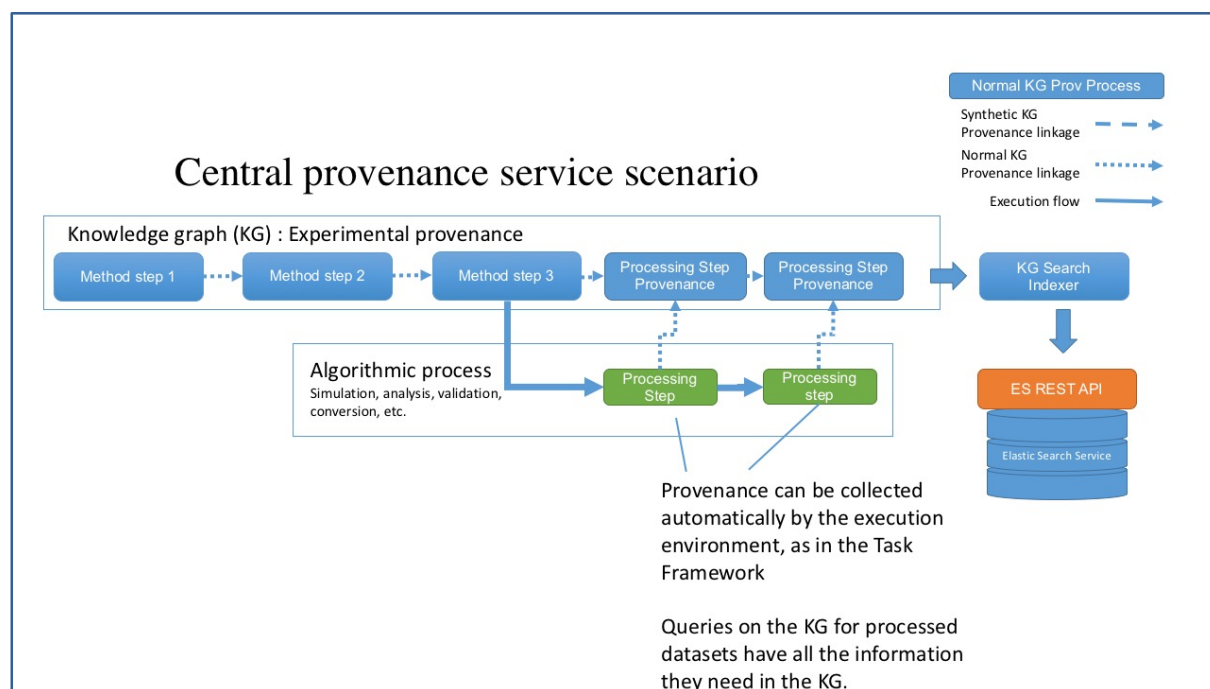 Normal KG Prov Process
Synthetic KG
Provenance linkage
Normal KG
Provenance linkage
Execution flow
Central provenance service scenario
Knowledge graph (KG) : Experimental provenance
Method step 1
Method step 2
Method step 3
Processing Step
Provenance
Processing Step
Provenance
KG Search
Indexer
Algorithmic process
Simulation, analysis, validation,
conversion, etc.
Processing
Step
Processing
step
ES REST API
Elastic Search Service
Provenance can be collected
automatically by the execution
environment, as in the Task
Framework
Queries on the KG for processed
datasets have all the information
they need in the KG.